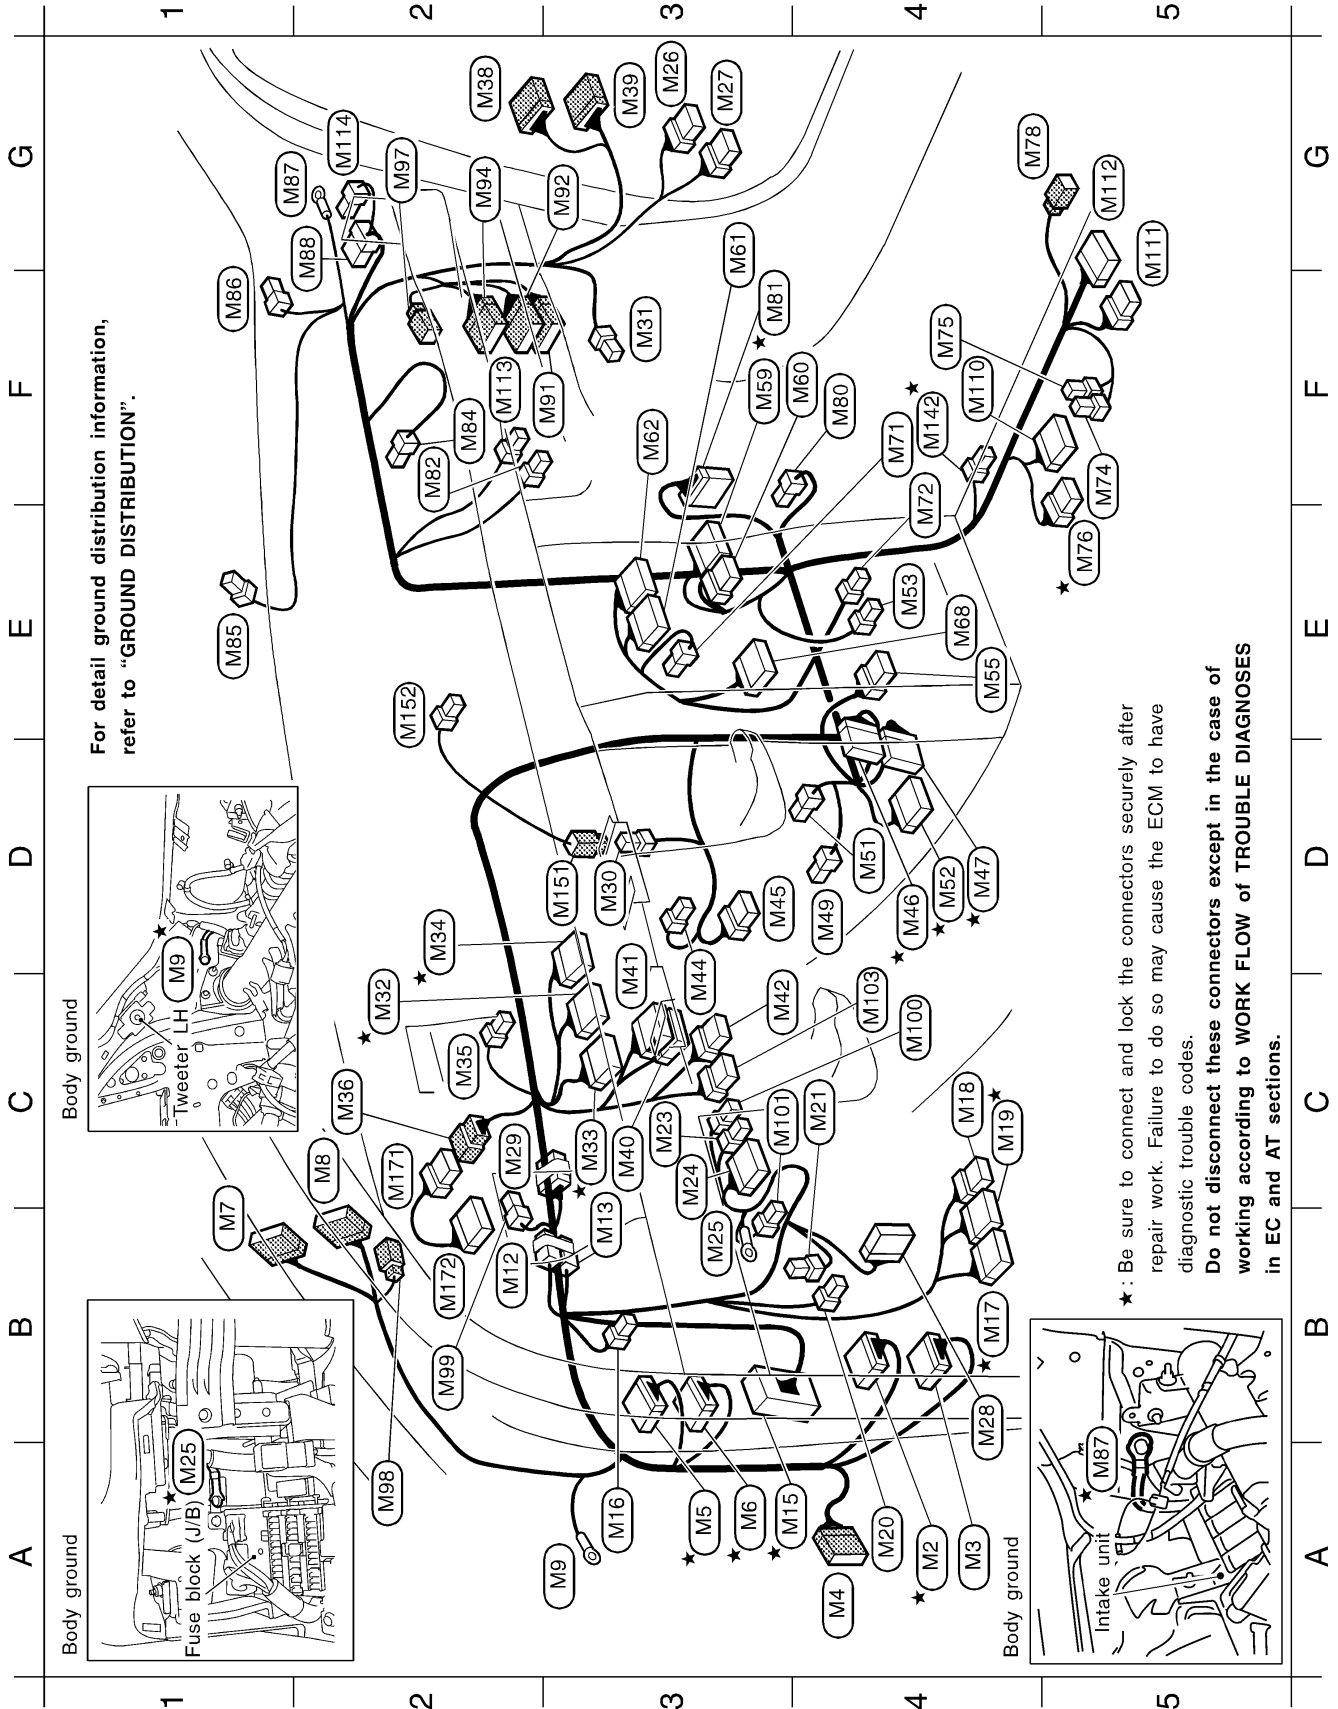 A
B
C
D
E
F
G
1
2
3
4
5
Body ground
Fuse block (J/B)
★
M25
Body ground
Tweeter LH
M9
★
For detail ground distribution information,
refer to “GROUND DISTRIBUTION”.
M7
M8
M85
M86
M87
M88
M114
M98
M99
M172
M171
M36
★ M32
★ M34
M35
M152
M82
M84
M97
M113
M91
M94
M92
M38
M39
M26
M27
M31
M12
M13
M29
★ M33
M40
M41
M44
M151
M30
M45
M42
M103
M100
M23
M24
M25
M101
M21
M62
M61
★ M81
M59
M60
M80
M71
M72
M53
M68
M55
M9
M16
★ M5
★ M6
★ M15
M4
M20
★ M2
M3
M28
★ M17
M18
★ M19
M49
M51
★ M46
★ M52
★ M47
★ M142
M110
M75
M74
★ M76
M78
M112
M111
Body ground
Intake unit
★
M87
★: Be sure to connect and lock the connectors securely after
repair work. Failure to do so may cause the ECM to have
diagnostic trouble codes.
Do not disconnect these connectors except in the case of
working according to WORK FLOW of TROUBLE DIAGNOSES
in EC and AT sections.
1
2
3
4
5
A
B
C
D
E
F
G